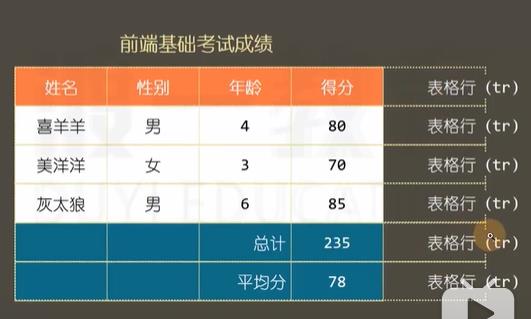 前端基础考试成绩
姓名 性别 年龄 得分 表格行 (tr)
喜羊羊 男 4 80 表格行 (tr)
美洋洋 女 3 70 表格行 (tr)
灰太狼 男 6 85 表格行 (tr)
总计 235 表格行 (tr)
平均分 78 表格行 (tr)